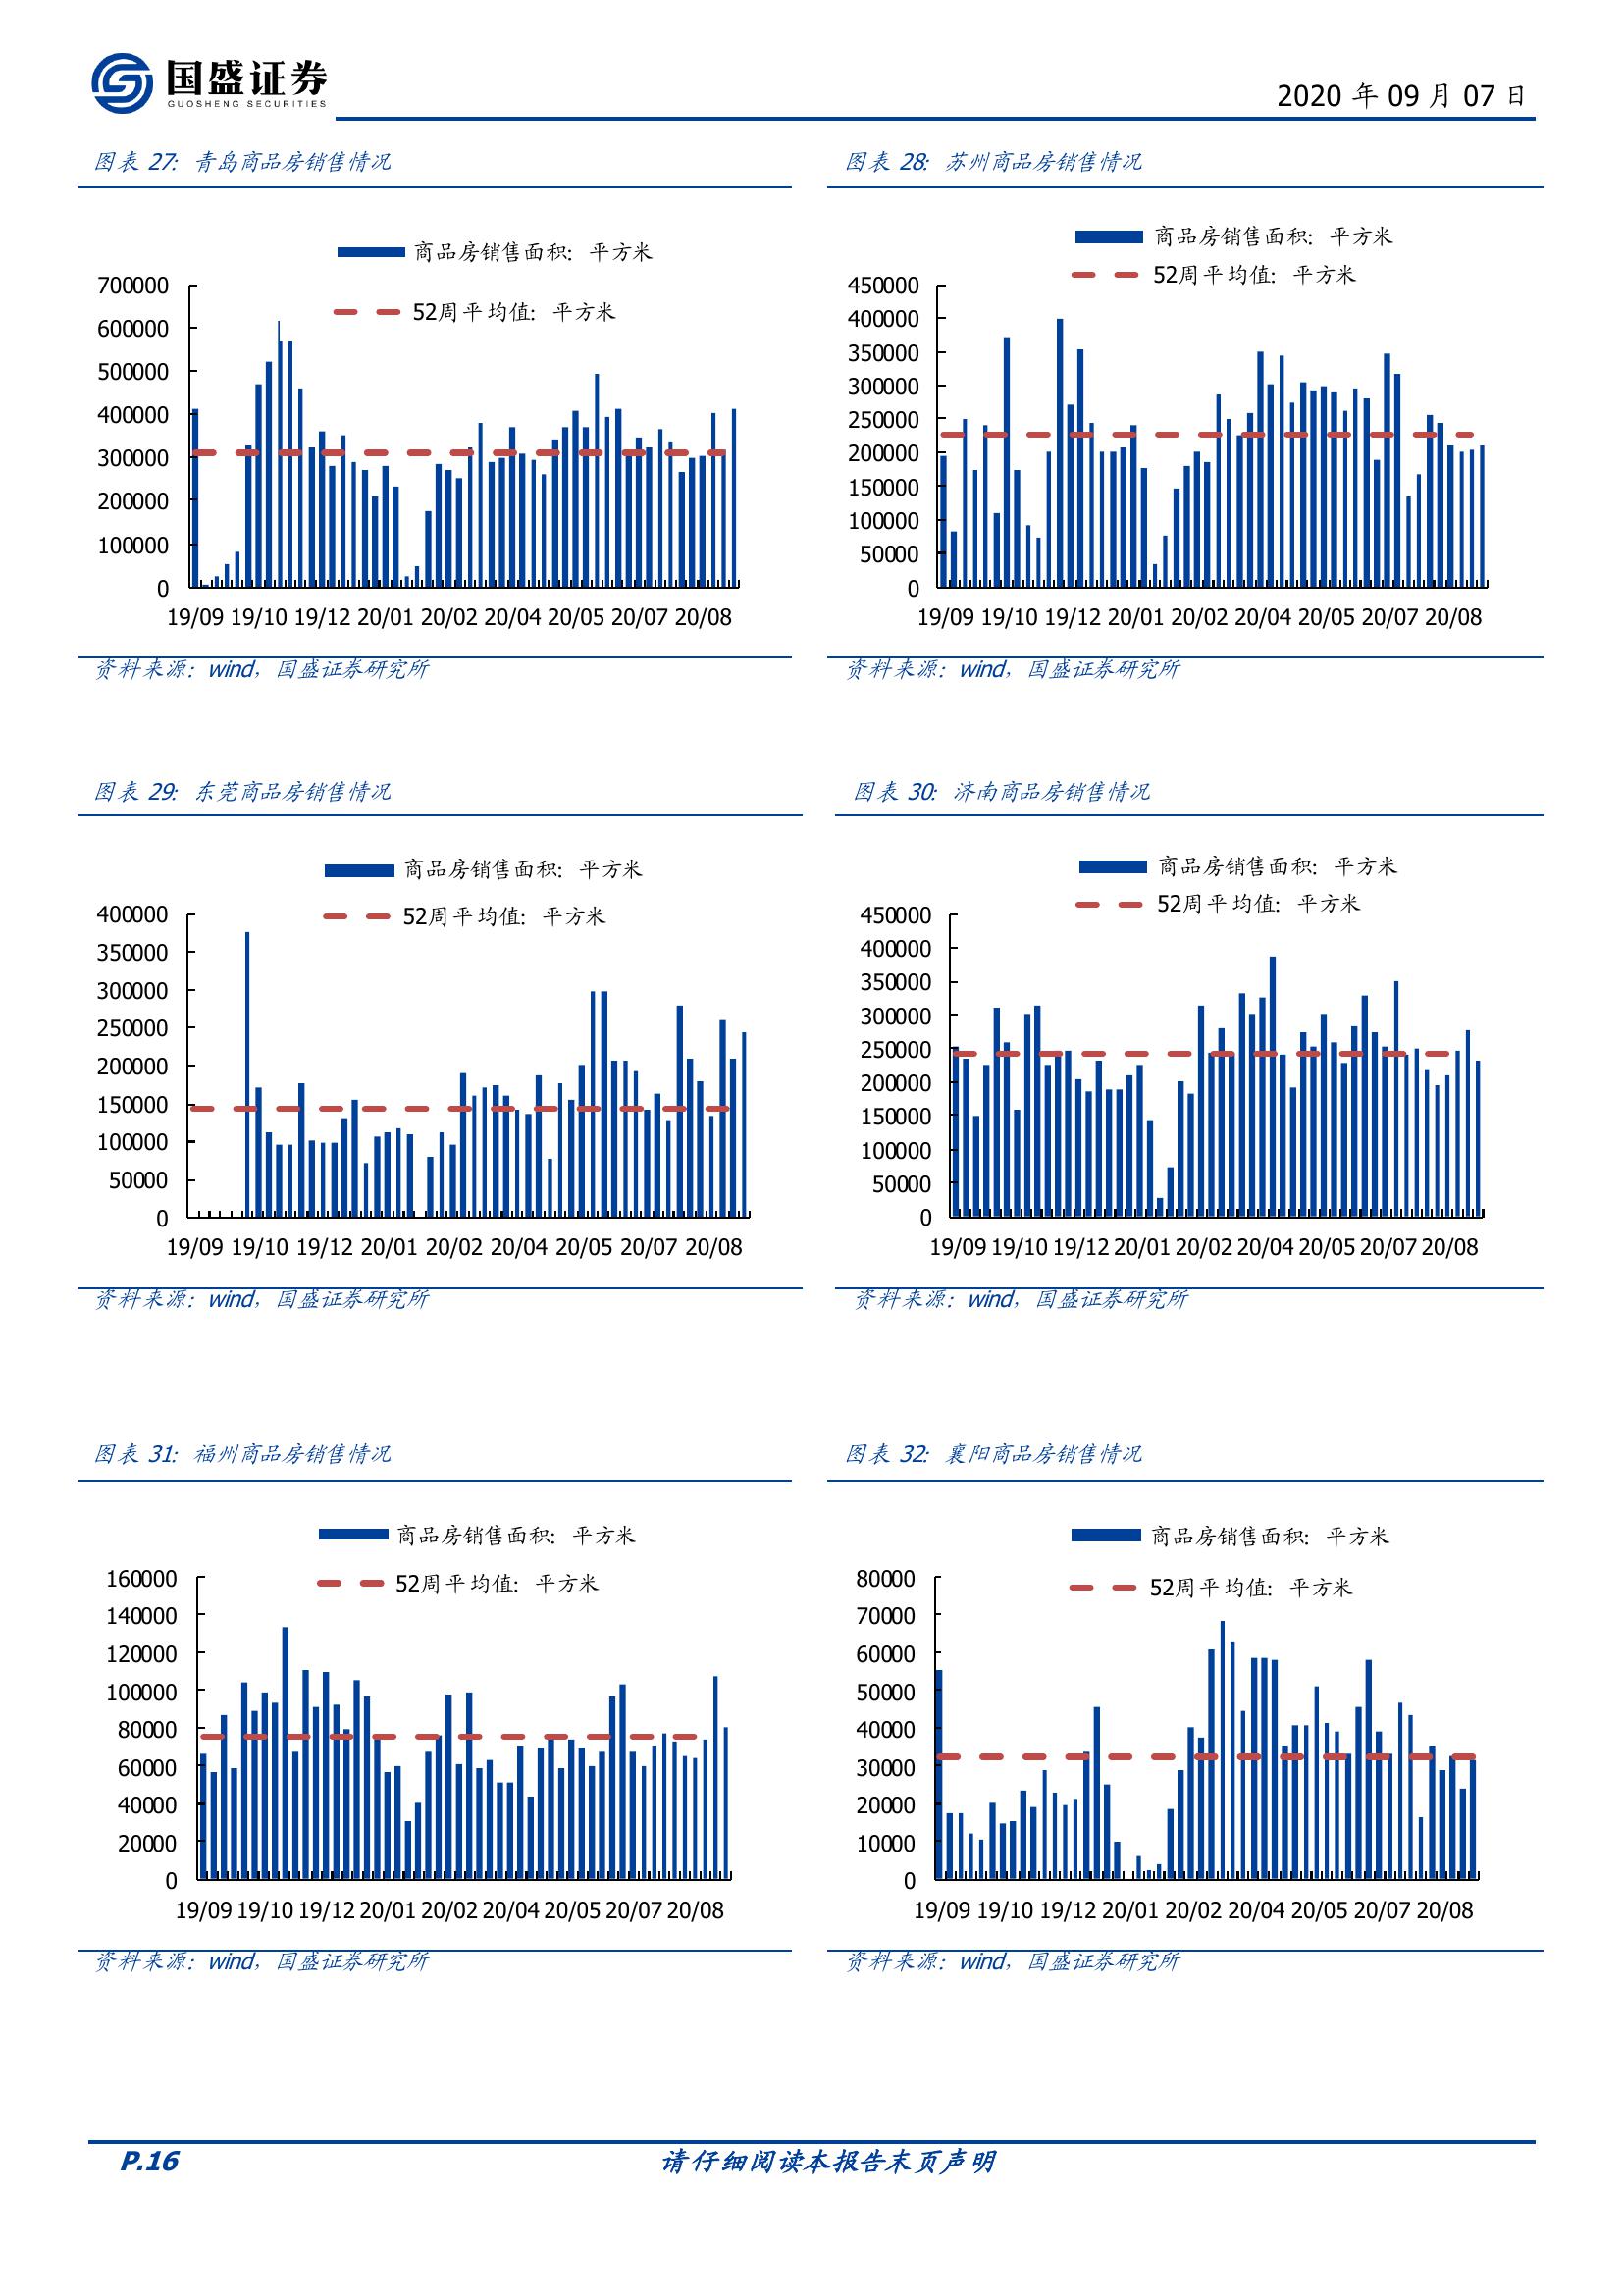 国盛证券
GUOSHENG SECURITIES
2020 年 09 月 07 日
图表 27: 青岛商品房销售情况
商品房销售面积: 平方米
52周平均值: 平方米
700000
600000
500000
400000
300000
200000
100000
0
19/09 19/10 19/12 20/01 20/02 20/04 20/05 20/07 20/08
资料来源: wind, 国盛证券研究所
图表 28: 苏州商品房销售情况
商品房销售面积: 平方米
52周平均值: 平方米
450000
400000
350000
300000
250000
200000
150000
100000
50000
0
19/09 19/10 19/12 20/01 20/02 20/04 20/05 20/07 20/08
资料来源: wind, 国盛证券研究所
图表 29: 东莞商品房销售情况
商品房销售面积: 平方米
52周平均值: 平方米
400000
350000
300000
250000
200000
150000
100000
50000
0
19/09 19/10 19/12 20/01 20/02 20/04 20/05 20/07 20/08
资料来源: wind, 国盛证券研究所
图表 30: 济南商品房销售情况
商品房销售面积: 平方米
52周平均值: 平方米
450000
400000
350000
300000
250000
200000
150000
100000
50000
0
19/09 19/10 19/12 20/01 20/02 20/04 20/05 20/07 20/08
资料来源: wind, 国盛证券研究所
图表 31: 福州商品房销售情况
商品房销售面积: 平方米
52周平均值: 平方米
160000
140000
120000
100000
80000
60000
40000
20000
0
19/09 19/10 19/12 20/01 20/02 20/04 20/05 20/07 20/08
资料来源: wind, 国盛证券研究所
图表 32: 襄阳商品房销售情况
商品房销售面积: 平方米
52周平均值: 平方米
80000
70000
60000
50000
40000
30000
20000
10000
0
19/09 19/10 19/12 20/01 20/02 20/04 20/05 20/07 20/08
资料来源: wind, 国盛证券研究所
P.16
请仔细阅读本报告末页声明